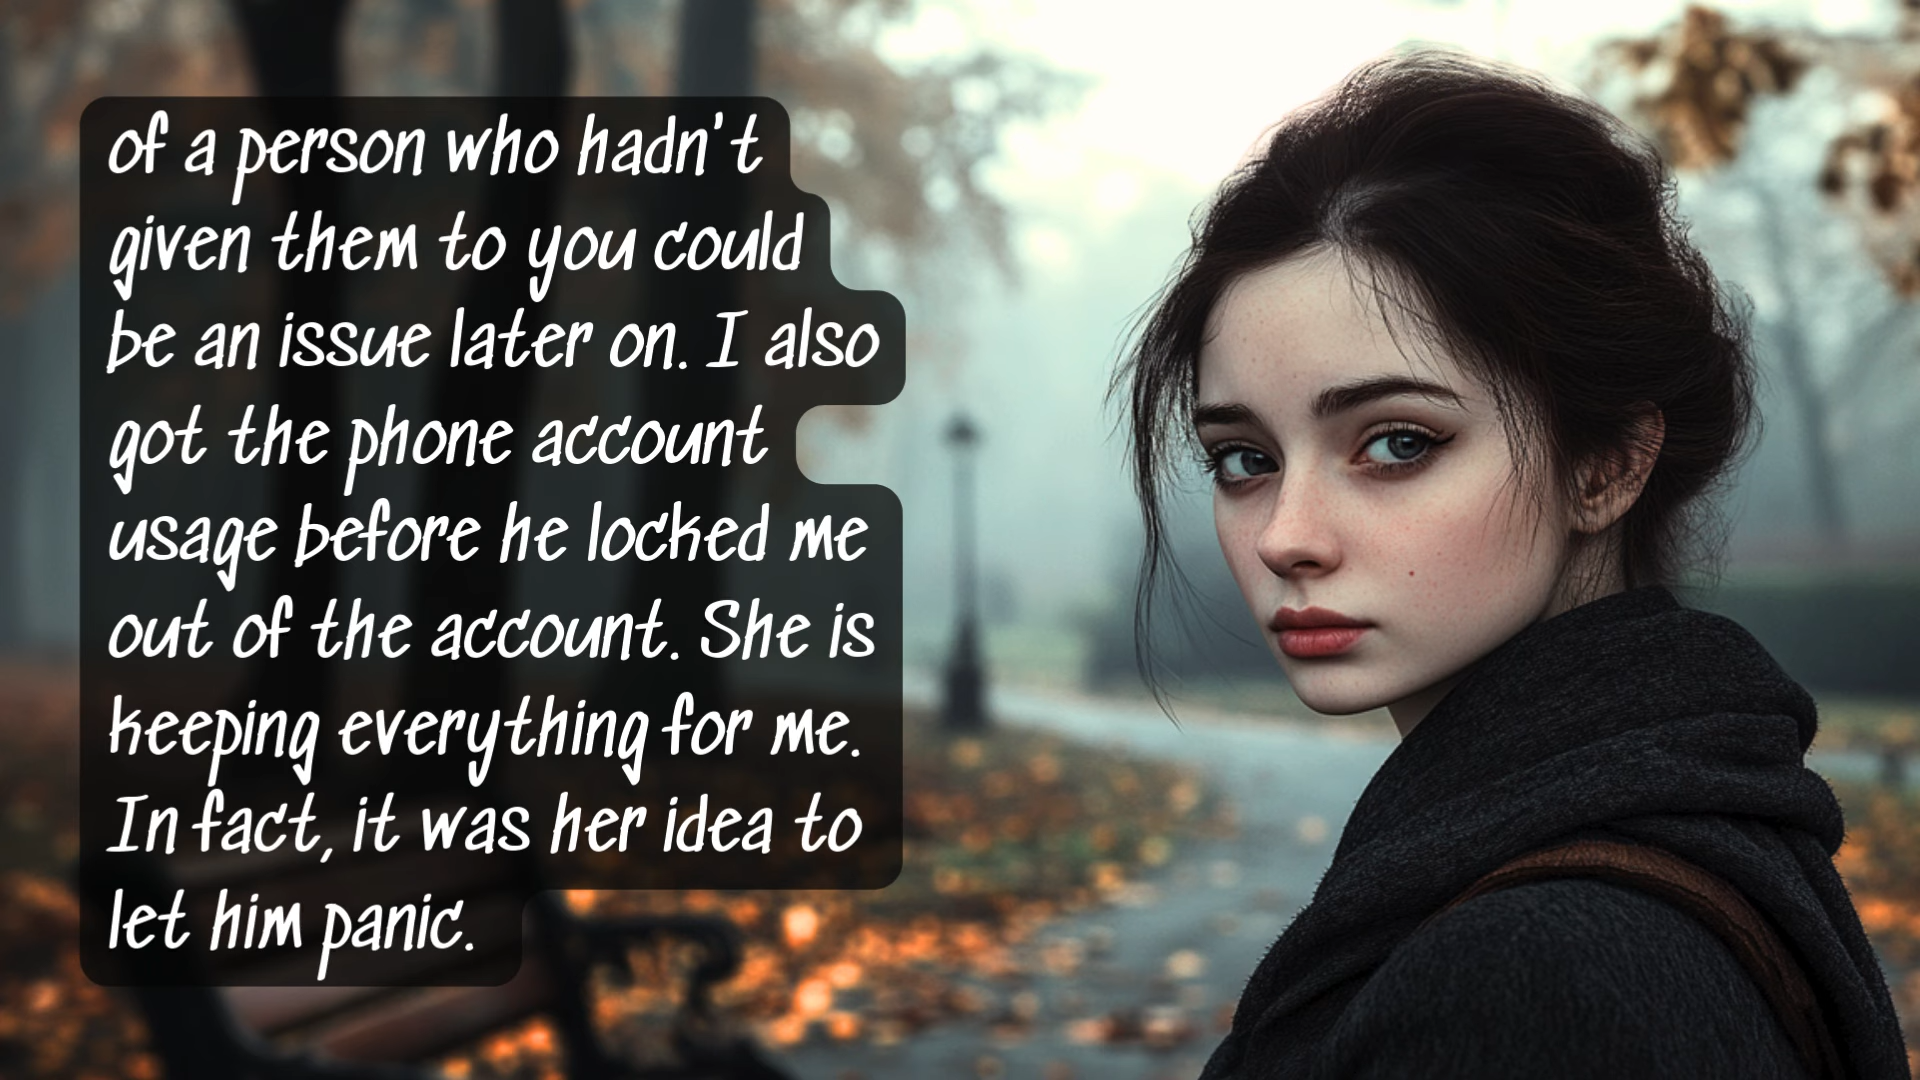 of a person who hadn't
given them to you could
be an issue later on. I also
got the phone account
usage before he locked me
out of the account. She is
keeping everything for me.
In fact, it was her idea to
let him panic.